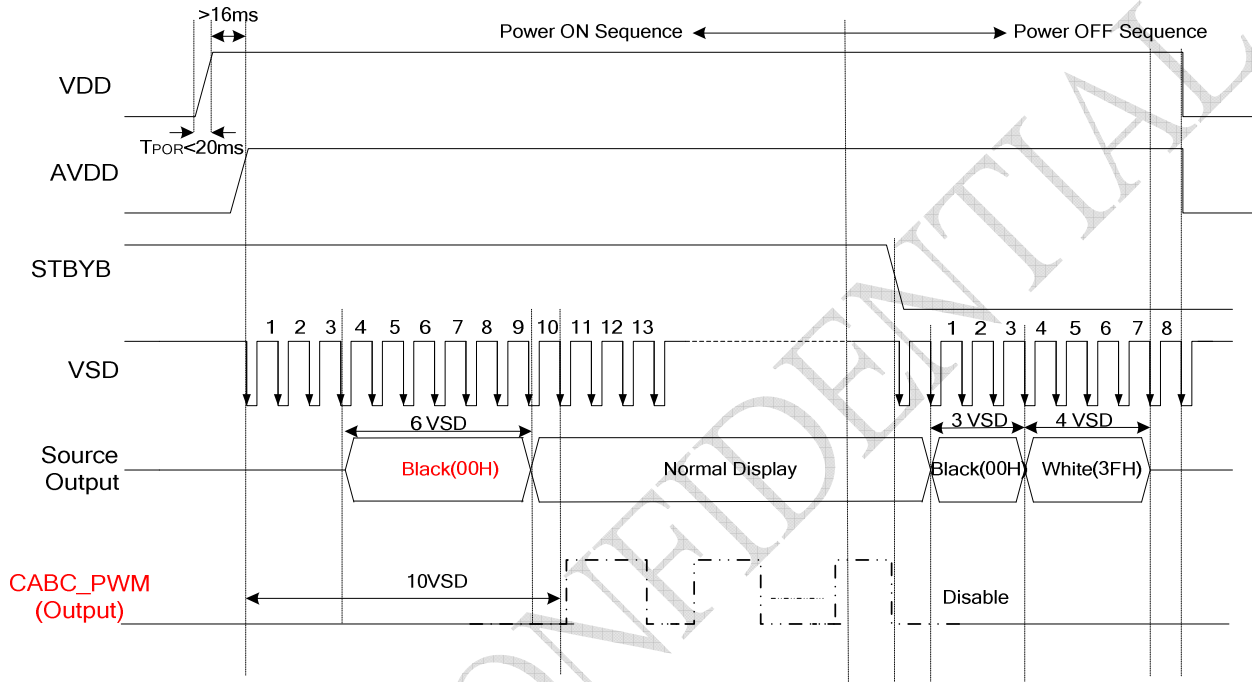 >16ms
Power ON Sequence
Power OFF Sequence
VDD
TPOR<20ms
AVDD
STBYB
1 2 3 4 5 6 7 8 9 10 11 12 13
1 2 3 4 5 6 7 8
VSD
6 VSD
3 VSD
4 VSD
Source
Output
Black(00H)
Normal Display
Black(00H)
White(3FH)
CABC_PWM
(Output)
10VSD
Disable
CONFIDENTIAL